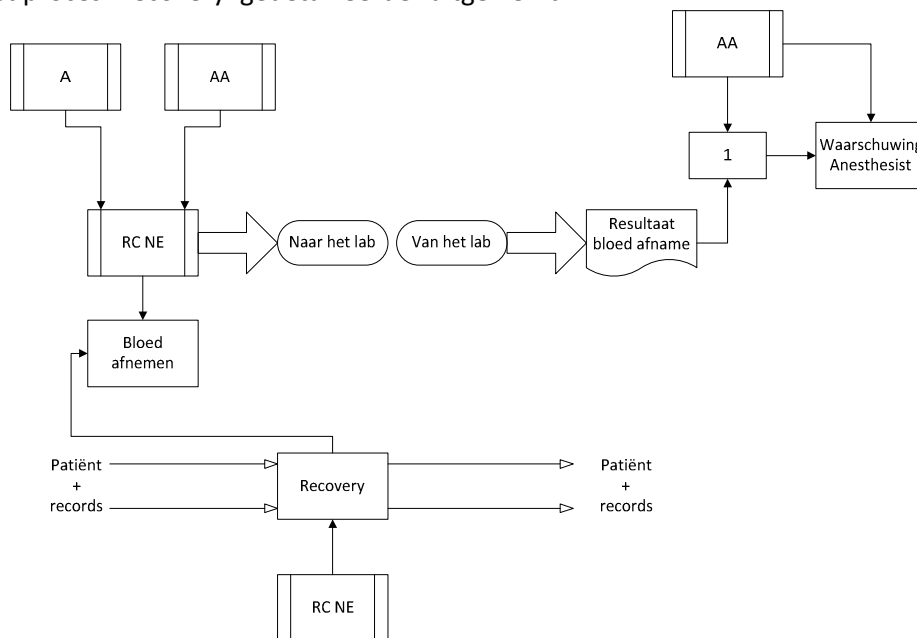 A
AA
AA
1
Waarschuwing
Anesthesist
RC NE
Naar het lab
Van het lab
Resultaat
bloed afname
Bloed
afnemen
Patiënt
+
records
Recovery
Patiënt
+
records
RC NE